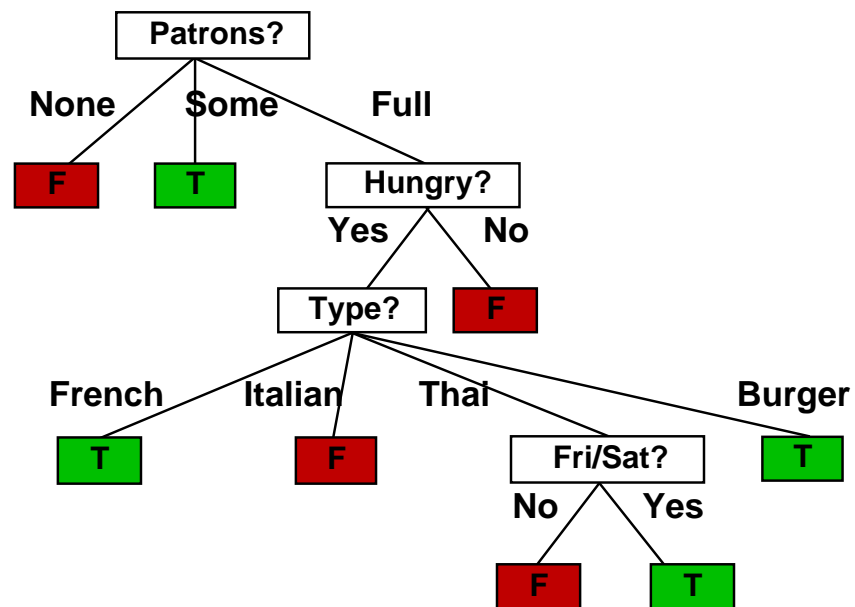 Patrons?
None Some Full
F T Hungry?
Yes No
Type? F
French Italian Thai Burger
T F Fri/Sat? T
No Yes
F T